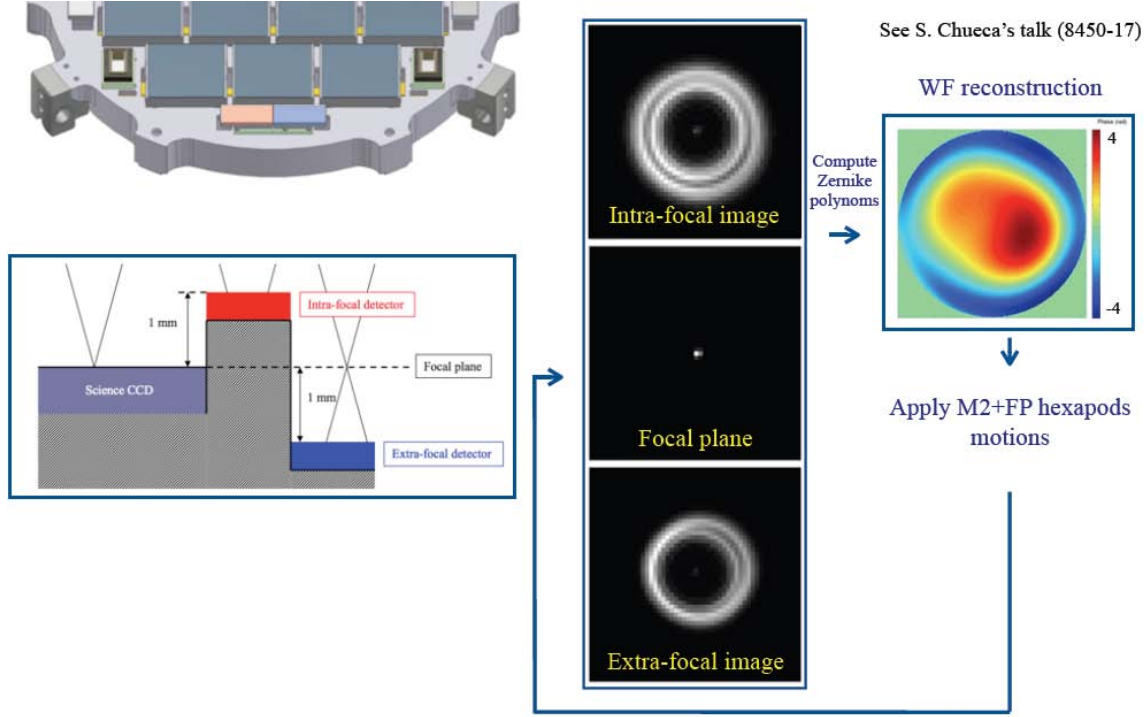 See S. Chueca's talk (8450-17)
WF reconstruction
Phase (rad)
4
-4
Compute
Zernike
polynoms
Intra-focal image
Focal plane
Extra-focal image
Intra-focal detector
1 mm
Focal plane
Science CCD
1 mm
Extra-focal detector
Apply M2+FP hexapods
motions